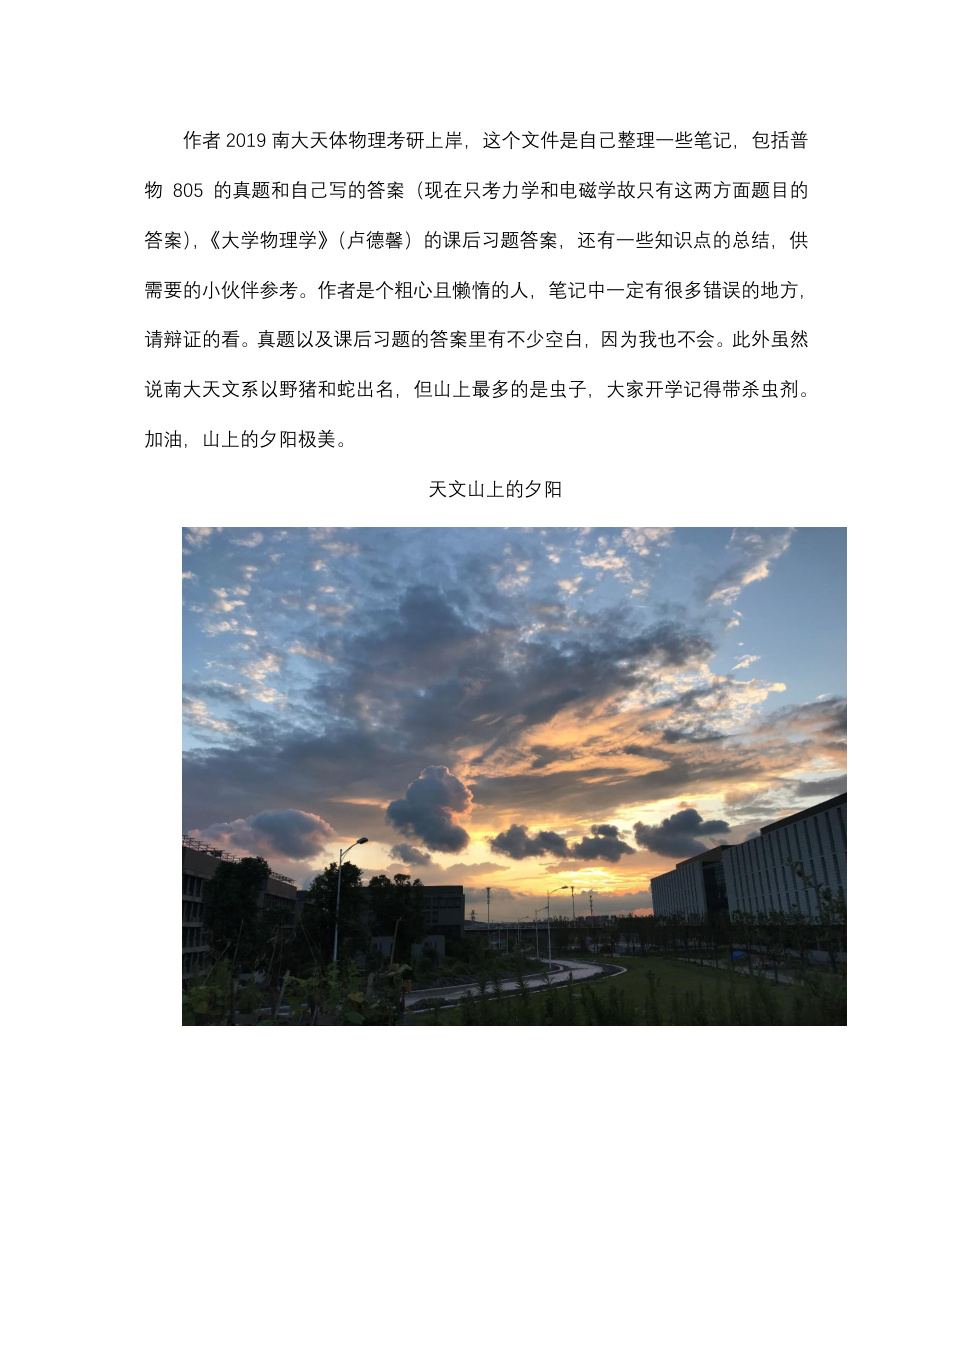 作者 2019 南大天体物理考研上岸，这个文件是自己整理一些笔记，包括普
物 805 的真题和自己写的答案（现在只考力学和电磁学故只有这两方面题目的
答案），《大学物理学》（卢德馨）的课后习题答案，还有一些知识点的总结，供
需要的小伙伴参考。作者是个粗心且懒惰的人，笔记中一定有很多错误的地方，
请辩证的看。真题以及课后习题的答案里有不少空白，因为我也不会。此外虽然
说南大天文系以野猪和蛇出名，但山上最多的是虫子，大家开学记得带杀虫剂。
加油，山上的夕阳极美。
天文山上的夕阳